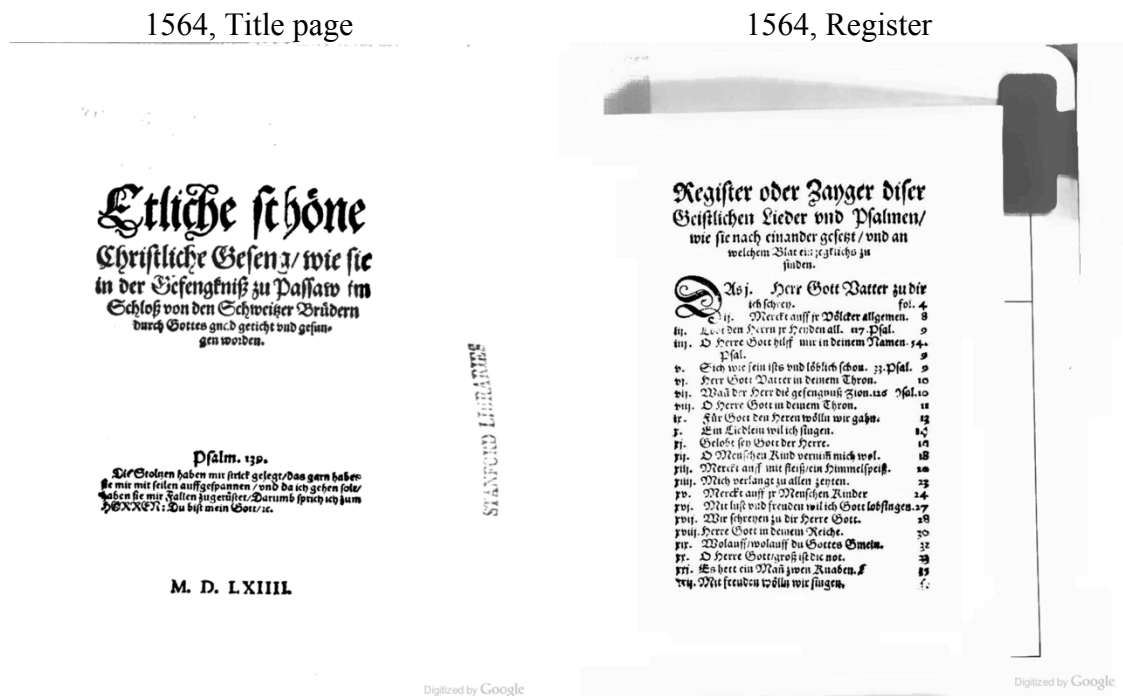 1564, Title page
Etliche schöne
Christliche Geseng/ wie sie
in der Gefengkniß zu Passaw im
Schloß von den Schweitzer Brüdern
durch Gottes gnad geticht vnd gesun-
gen worden.
Psalm. 139.
Die Stoltzen haben mir strick gelegt/das garn haben
sie mir mit seilen auffgespannen / vnd da ich gehen solt/
haben sie mir Fallen zugerüstet/Darumb sprich ich zum
HERREN: Du bist mein Gott/ꝛc.
M. D. LXIIII.
STANFORD LIBRARIES
Digitized by Google
1564, Register
Register oder Zayger diser
Geistlichen Lieder vnd Psalmen/
wie sie nach einander gesetzt / vnd an
welchem Blat ein yegklichs zu
finden.
DAs j. Herr Gott Vatter zu dir
ich schrey. fol. 4
ij. Merckt auff jr Völcker allgemen. 8
iij. Lobt den Herrn jr Heyden all. 117.Psal. 9
iiij. O Herre Gott hilff mir in deinem Namen. 54.
Psal. 9
v. Sich wie fein ists vnd löblich schon. 33.Psal. 9
vj. Herr Gott Vatter in deinem Thron. 10
vij. Wañ der Herr die gefengnuß Zion.126 Psal.10
viij. O Herre Gott in deinem Thron. 11
ix. Für Gott den Heren wölln wir gahn. 13
x. Ein Liedlein wil ich singen.
xj. Gelobt sey Gott der Herre.
xij. O Menschen Kind vernim mich wol. 18
xiij. Merckt auff mit fleiß/ein Himmelspeiß. 20
xiiij. Mich verlangt zu allen zeyten. 23
xv. Merckt auff jr Menschen Kinder 24
xvj. Mit lust vnd freuden wil ich Gott lobsingen.27
xvij. Wir schreyen zu dir Herre Gott. 28
xviij. Herre Gott in deinem Reiche. 30
xix. Wolauff/wolauff du Gottes Gmein. 32
xx. O Herre Gott/groß ist die not.
xxj. Es hett ein Mañ zwen Knaben.
xxij. Mit freuden wölln wir singen.
Digitized by Google